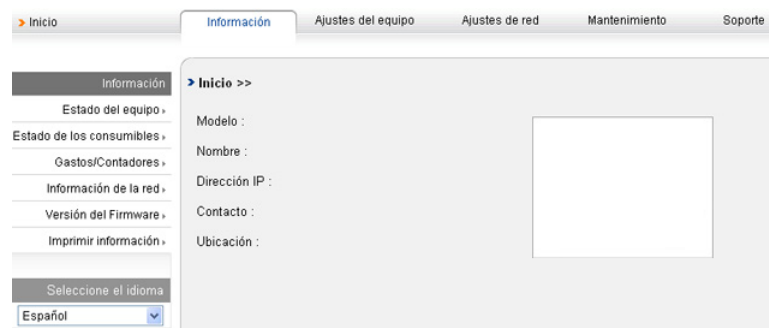 Inicio
Información Ajustes del equipo Ajustes de red Mantenimiento Soporte
Información
Estado del equipo
Estado de los consumibles
Gastos/Contadores
Información de la red
Versión del Firmware
Imprimir información
Seleccione el idioma
Español
Inicio >>
Modelo :
Nombre :
Dirección IP :
Contacto :
Ubicación :